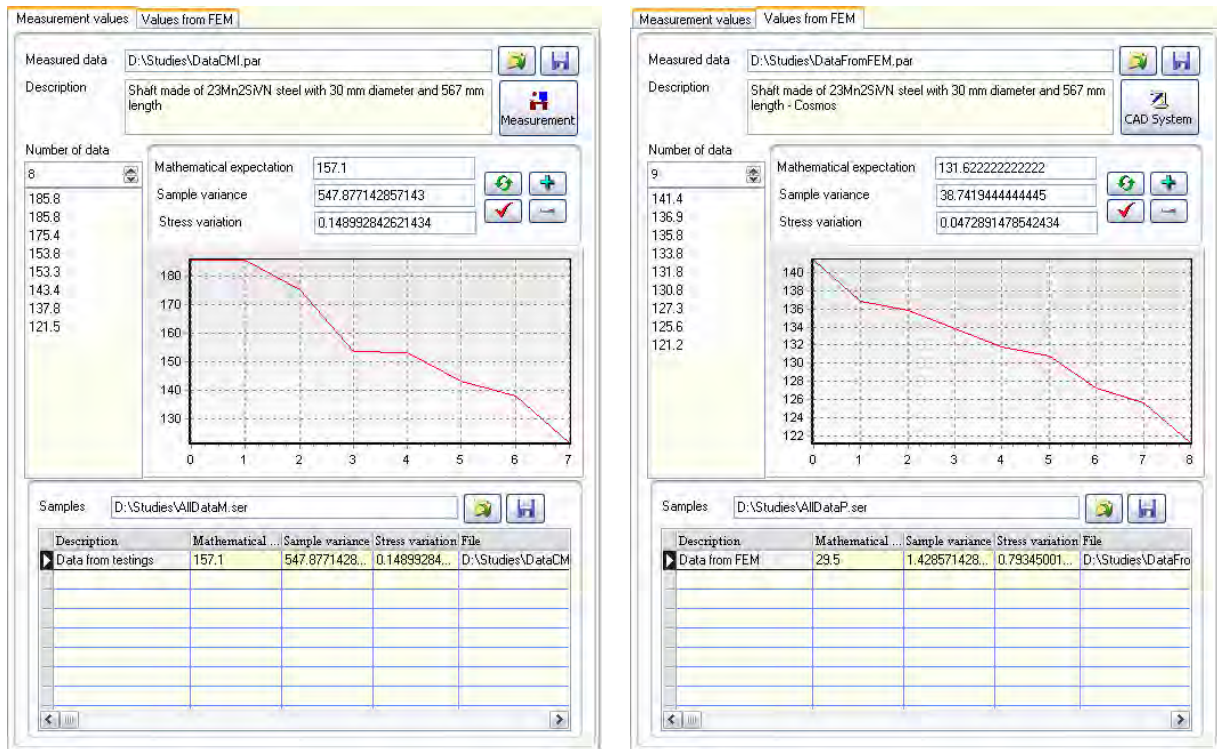 Measurement values Values from FEM
Measured data D:\Studies\DataCMI.par
Description Shaft made of 23Mn2SiVN steel with 30 mm diameter and 567 mm
length
Measurement
Number of data
8
185.8
185.8
175.4
153.8
153.3
143.4
137.8
121.5
Mathematical expectation 157.1
Sample variance 547.877142857143
Stress variation 0.148992842621434
180
170
160
150
140
130
0 1 2 3 4 5 6 7
Samples D:\Studies\AllDataM.ser
Description Mathematical ... Sample variance Stress variation File
Data from testings 157.1 547.8771428... 0.14899284... D:\Studies\DataCM
Measurement values Values from FEM
Measured data D:\Studies\DataFromFEM.par
Description Shaft made of 23Mn2SiVN steel with 30 mm diameter and 567 mm
length - Cosmos
CAD System
Number of data
9
141.4
136.9
135.8
133.8
131.8
130.8
127.3
125.6
121.2
Mathematical expectation 131.622222222222
Sample variance 38.7419444444445
Stress variation 0.0472891478542434
140
138
136
134
132
130
128
126
124
122
0 1 2 3 4 5 6 7 8
Samples D:\Studies\AllDataP.ser
Description Mathematical ... Sample variance Stress variation File
Data from FEM 29.5 1.428571428... 0.79345001... D:\Studies\DataFro